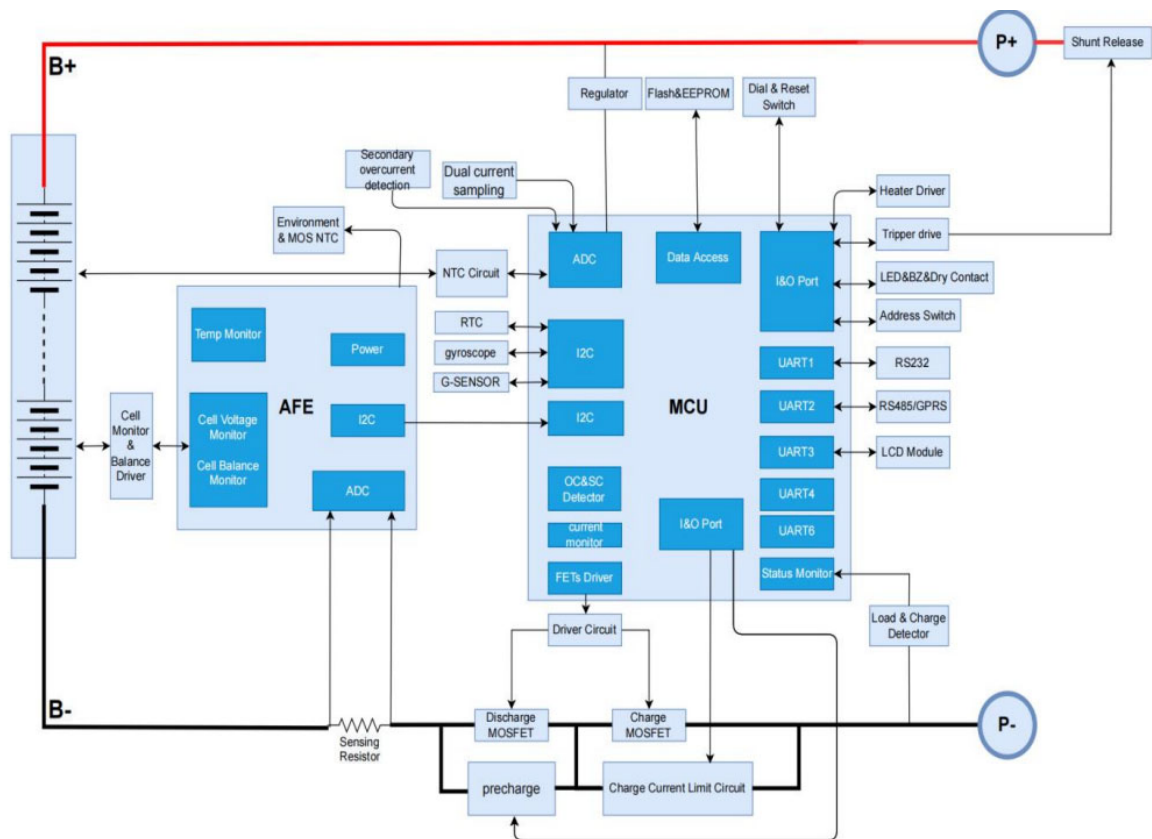 B+
P+
Shunt Release
Regulator
Flash&EEPROM
Dial & Reset
Switch
Secondary
overcurrent
detection
Dual current
sampling
Heater Driver
Environment
& MOS NTC
Tripper drive
NTC Circuit
ADC
Data Access
I&O Port
LED&BZ&Dry Contact
Address Switch
Temp Monitor
Power
RTC
gyroscope
G-SENSOR
I2C
UART1
RS232
AFE
MCU
Cell
Monitor
&
Balance
Driver
Cell Voltage
Monitor
Cell Balance
Monitor
I2C
I2C
UART2
RS485/GPRS
UART3
LCD Module
ADC
OC&SC
Detector
current
monitor
FETs Driver
I&O Port
UART4
UART6
Status Monitor
Driver Circuit
Load & Charge
Detector
B-
Sensing
Resistor
Discharge
MOSFET
Charge
MOSFET
P-
precharge
Charge Current Limit Circuit